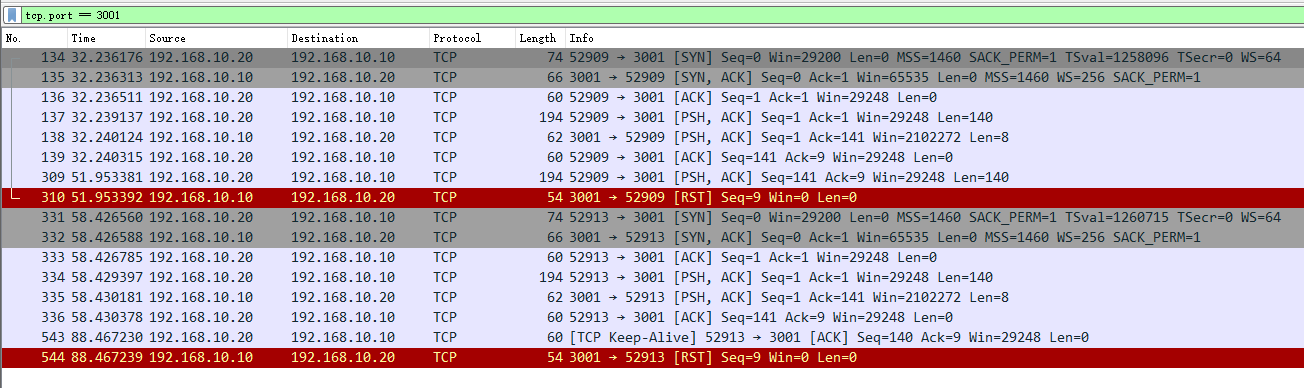 tcp.port == 3001
No. Time Source Destination Protocol Length Info
134 32.236176 192.168.10.20 192.168.10.10 TCP 74 52909 → 3001 [SYN] Seq=0 Win=29200 Len=0 MSS=1460 SACK_PERM=1 TSval=1258096 TSecr=0 WS=64
135 32.236313 192.168.10.10 192.168.10.20 TCP 66 3001 → 52909 [SYN, ACK] Seq=0 Ack=1 Win=65535 Len=0 MSS=1460 WS=256 SACK_PERM=1
136 32.236511 192.168.10.20 192.168.10.10 TCP 60 52909 → 3001 [ACK] Seq=1 Ack=1 Win=29248 Len=0
137 32.239137 192.168.10.20 192.168.10.10 TCP 194 52909 → 3001 [PSH, ACK] Seq=1 Ack=1 Win=29248 Len=140
138 32.240124 192.168.10.10 192.168.10.20 TCP 62 3001 → 52909 [PSH, ACK] Seq=1 Ack=141 Win=2102272 Len=8
139 32.240315 192.168.10.20 192.168.10.10 TCP 60 52909 → 3001 [ACK] Seq=141 Ack=9 Win=29248 Len=0
309 51.953381 192.168.10.20 192.168.10.10 TCP 194 52909 → 3001 [PSH, ACK] Seq=141 Ack=9 Win=29248 Len=140
310 51.953392 192.168.10.10 192.168.10.20 TCP 54 3001 → 52909 [RST] Seq=9 Win=0 Len=0
331 58.426560 192.168.10.20 192.168.10.10 TCP 74 52913 → 3001 [SYN] Seq=0 Win=29200 Len=0 MSS=1460 SACK_PERM=1 TSval=1260715 TSecr=0 WS=64
332 58.426588 192.168.10.10 192.168.10.20 TCP 66 3001 → 52913 [SYN, ACK] Seq=0 Ack=1 Win=65535 Len=0 MSS=1460 WS=256 SACK_PERM=1
333 58.426785 192.168.10.20 192.168.10.10 TCP 60 52913 → 3001 [ACK] Seq=1 Ack=1 Win=29248 Len=0
334 58.429397 192.168.10.20 192.168.10.10 TCP 194 52913 → 3001 [PSH, ACK] Seq=1 Ack=1 Win=29248 Len=140
335 58.430181 192.168.10.10 192.168.10.20 TCP 62 3001 → 52913 [PSH, ACK] Seq=1 Ack=141 Win=2102272 Len=8
336 58.430378 192.168.10.20 192.168.10.10 TCP 60 52913 → 3001 [ACK] Seq=141 Ack=9 Win=29248 Len=0
543 88.467230 192.168.10.20 192.168.10.10 TCP 60 [TCP Keep-Alive] 52913 → 3001 [ACK] Seq=140 Ack=9 Win=29248 Len=0
544 88.467239 192.168.10.10 192.168.10.20 TCP 54 3001 → 52913 [RST] Seq=9 Win=0 Len=0